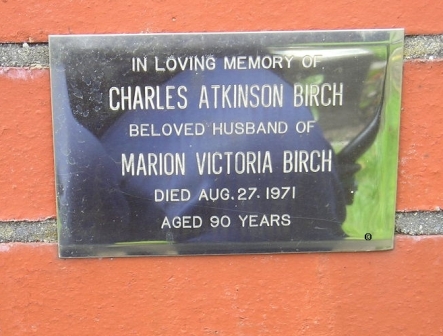 IN LOVING MEMORY OF
CHARLES ATKINSON BIRCH
BELOVED HUSBAND OF
MARION VICTORIA BIRCH
DIED AUG. 27. 1971
AGED 90 YEARS